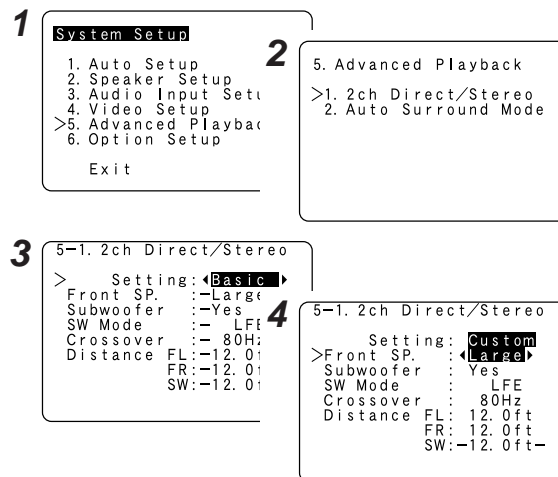 1
System Setup
1. Auto Setup
2. Speaker Setup
3. Audio Input Setu
4. Video Setup
>5. Advanced Playbac
6. Option Setup
Exit
2
5. Advanced Playback
>1. 2ch Direct/Stereo
2. Auto Surround Mode
3
5-1. 2ch Direct/Stereo
> Setting:◀Basic▶
Front SP. :-Large
Subwoofer :-Yes
SW Mode :- LFE
Crossover :- 80Hz
Distance FL:-12.0f
FR:-12.0f
SW:-12.0f
4
5-1. 2ch Direct/Stereo
Setting: Custom
>Front SP. :◀Large▶
Subwoofer : Yes
SW Mode : LFE
Crossover : 80Hz
Distance FL: 12.0ft
FR: 12.0ft
SW:-12.0ft-